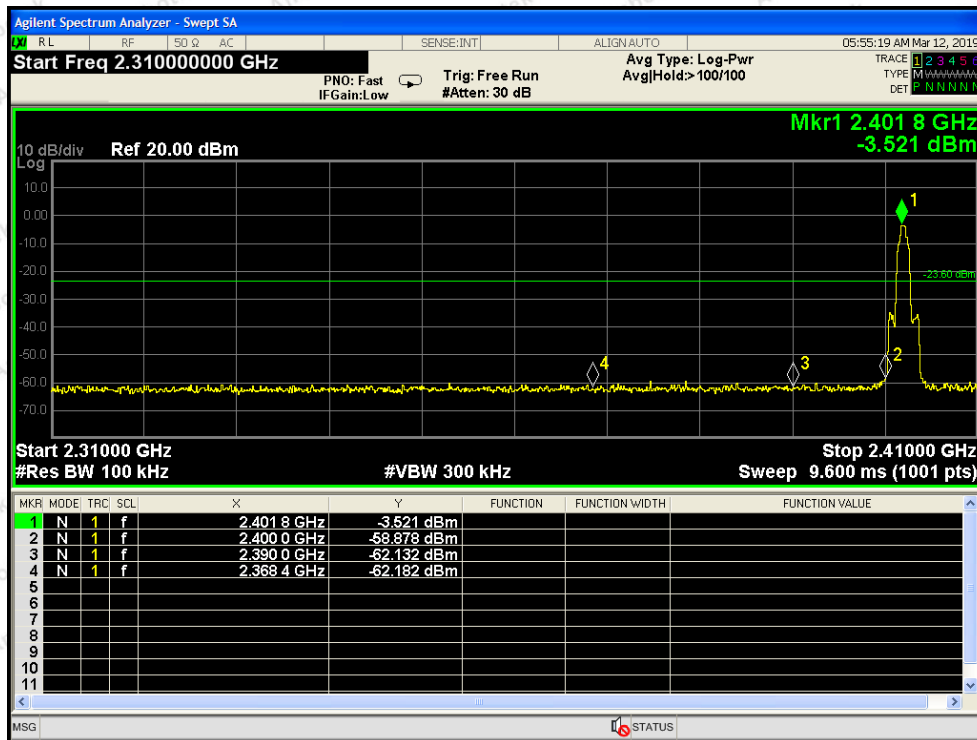 Agilent Spectrum Analyzer - Swept SA
LXI RL RF 50 Ω AC SENSE:INT ALIGNAUTO 05:55:19 AM Mar 12, 2019
Start Freq 2.310000000 GHz
PNO: Fast
IFGain:Low
Trig: Free Run
#Atten: 30 dB
Avg Type: Log-Pwr
Avg|Hold:>100/100
TRACE 1 2 3 4 5 6
TYPE M
DET P N N N N N
Mkr1 2.401 8 GHz
-3.521 dBm
10 dB/div Ref 20.00 dBm
Log
10.0
0.00
-10.0
-20.0
-30.0
-40.0
-50.0
-60.0
-70.0
1
-23.60 dBm
2
3
4
Start 2.31000 GHz Stop 2.41000 GHz
#Res BW 100 kHz #VBW 300 kHz Sweep 9.600 ms (1001 pts)
MKR MODE TRC SCL X Y FUNCTION FUNCTION WIDTH FUNCTION VALUE
1 N 1 f 2.401 8 GHz -3.521 dBm
2 N 1 f 2.400 0 GHz -58.878 dBm
3 N 1 f 2.390 0 GHz -62.132 dBm
4 N 1 f 2.368 4 GHz -62.182 dBm
5
6
7
8
9
10
11
MSG STATUS